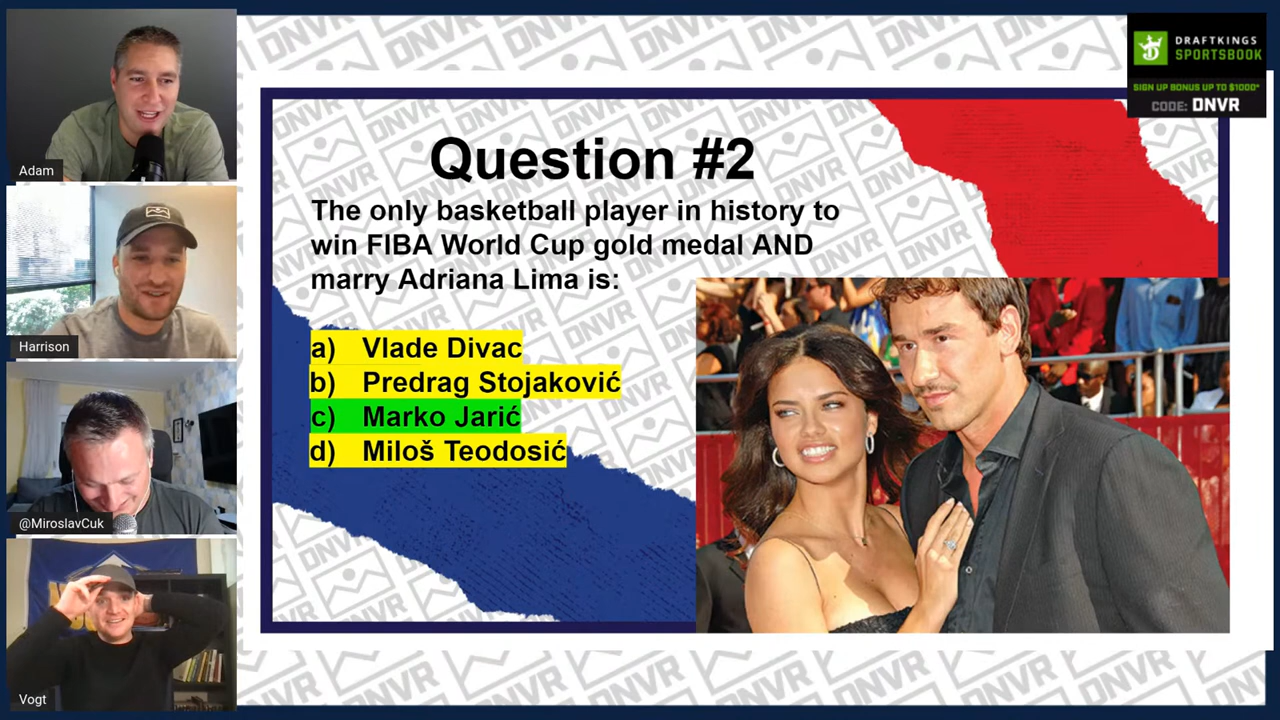 Adam
Harrison
@MiroslavCuk
Vogt
DRAFTKINGS
SPORTSBOOK
SIGN UP BONUS UP TO $1000*
CODE: DNVR
Question #2
The only basketball player in history to
win FIBA World Cup gold medal AND
marry Adriana Lima is:
a) Vlade Divac
b) Predrag Stojaković
c) Marko Jarić
d) Miloš Teodosić
DNVR